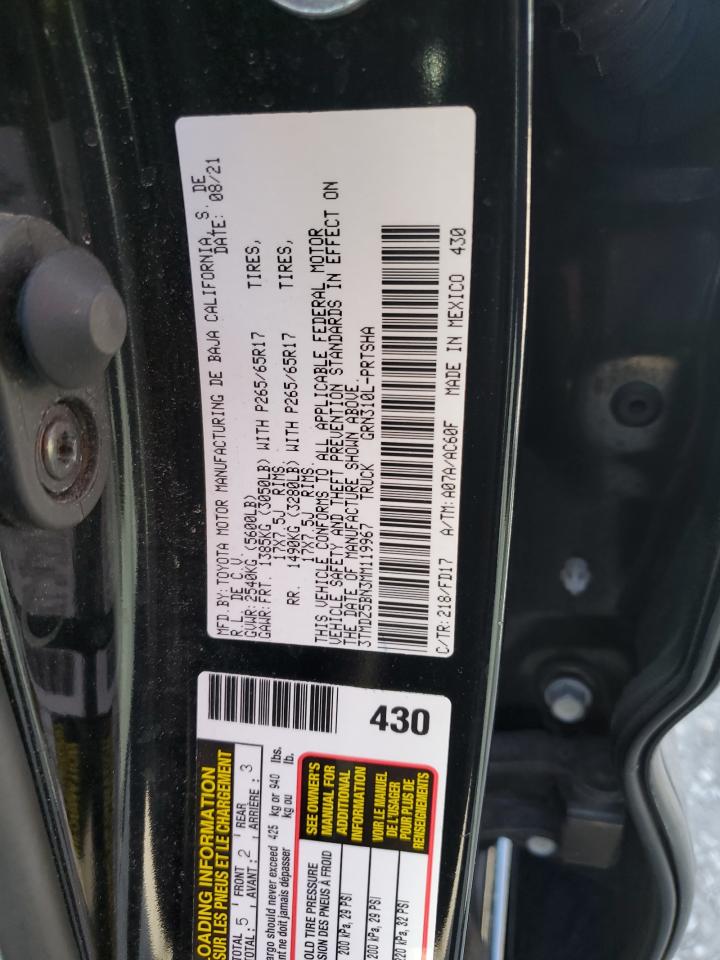 MFD.BY: TOYOTA MOTOR MANUFACTURING DE BAJA CALIFORNIA, S. DE
R.L. DE C.V. DATE: 08/21
GVWR: 2540KG (5600LB)
GAWR: FRT. 1385KG (3050LB) WITH P265/65R17 TIRES,
17X7.5J RIMS,
RR. 1490KG (3280LB) WITH P265/65R17 TIRES,
17X7.5J RIMS.
THIS VEHICLE CONFORMS TO ALL APPLICABLE FEDERAL MOTOR
VEHICLE SAFETY AND THEFT PREVENTION STANDARDS IN EFFECT ON
THE DATE OF MANUFACTURE SHOWN ABOVE.
3TMDZ5BN3MM119967 TRUCK GRN310L-PRTSHA
C/TR: 218/FD17 A/TM: A07A/AC60F MADE IN MEXICO 430
430
LOADING INFORMATION
SUR LES PNEUS ET LE CHARGEMENT
TOTAL : 5 FRONT : 2 REAR : 3
TOTAL : AVANT : ARRIÈRE :
cargo should never exceed 425 kg or 940 lbs.
ent ne doit jamais dépasser kg ou lb.
OLD TIRE PRESSURE
SION DES PNEUS À FROID
200 kPa, 29 PSI
200 kPa, 29 PSI
220 kPa, 32 PSI
SEE OWNER'S
MANUAL FOR
ADDITIONAL
INFORMATION
VOIR LE MANUEL
DE L'USAGER
POUR PLUS DE
RENSEIGNEMENTS